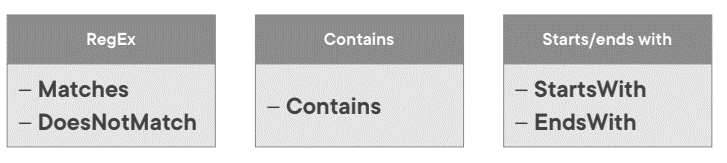 RegEx
– Matches
– DoesNotMatch
Contains
– Contains
Starts/ends with
– StartsWith
– EndsWith